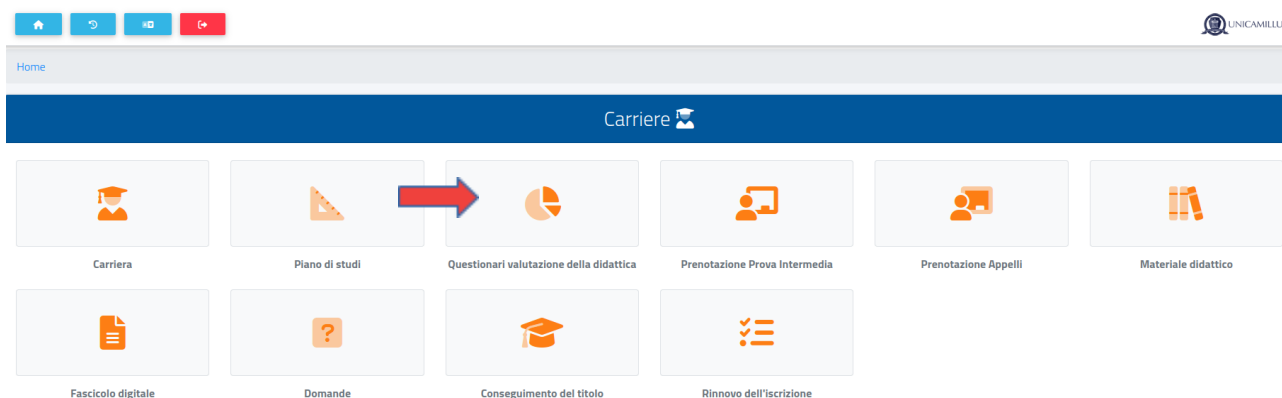 UNICAMILLU
Home
Carriere
Carriera
Piano di studi
Questionari valutazione della didattica
Prenotazione Prova Intermedia
Prenotazione Appelli
Materiale didattico
?
Fascicolo digitale
Domande
Conseguimento del titolo
Rinnovo dell'iscrizione